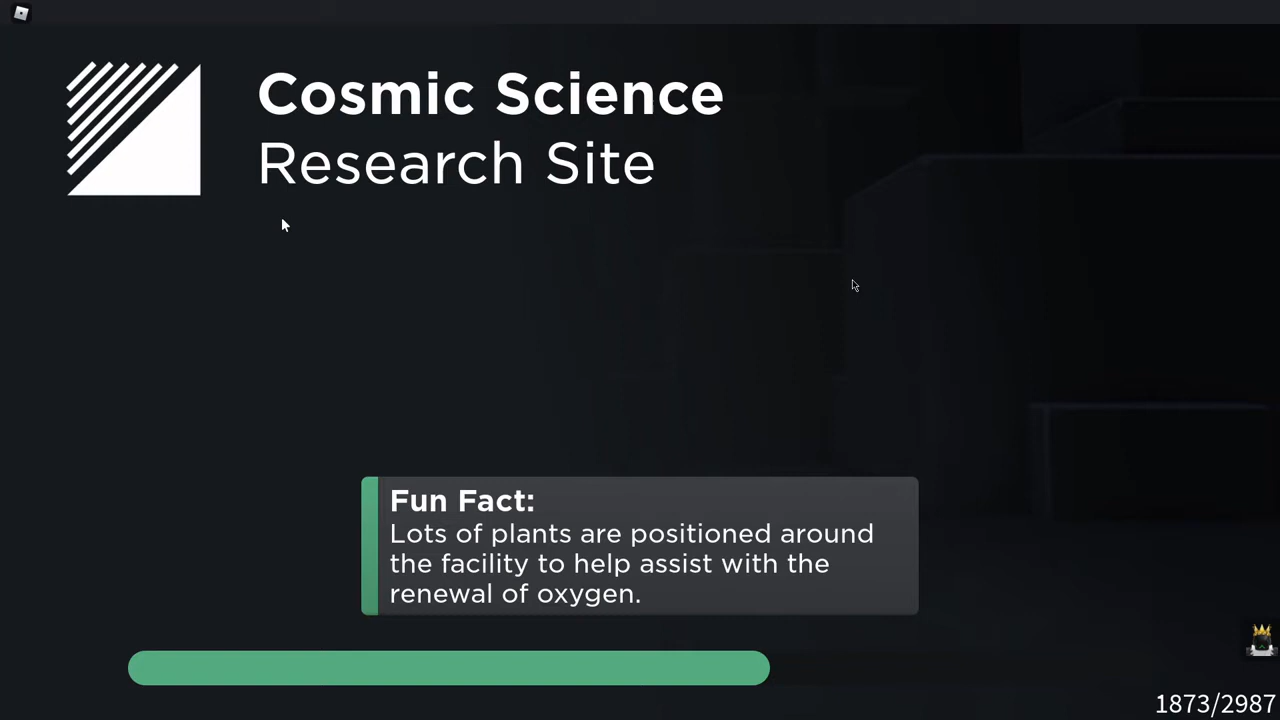 Cosmic Science
Research Site
Fun Fact:
Lots of plants are positioned around
the facility to help assist with the
renewal of oxygen.
1873/2987